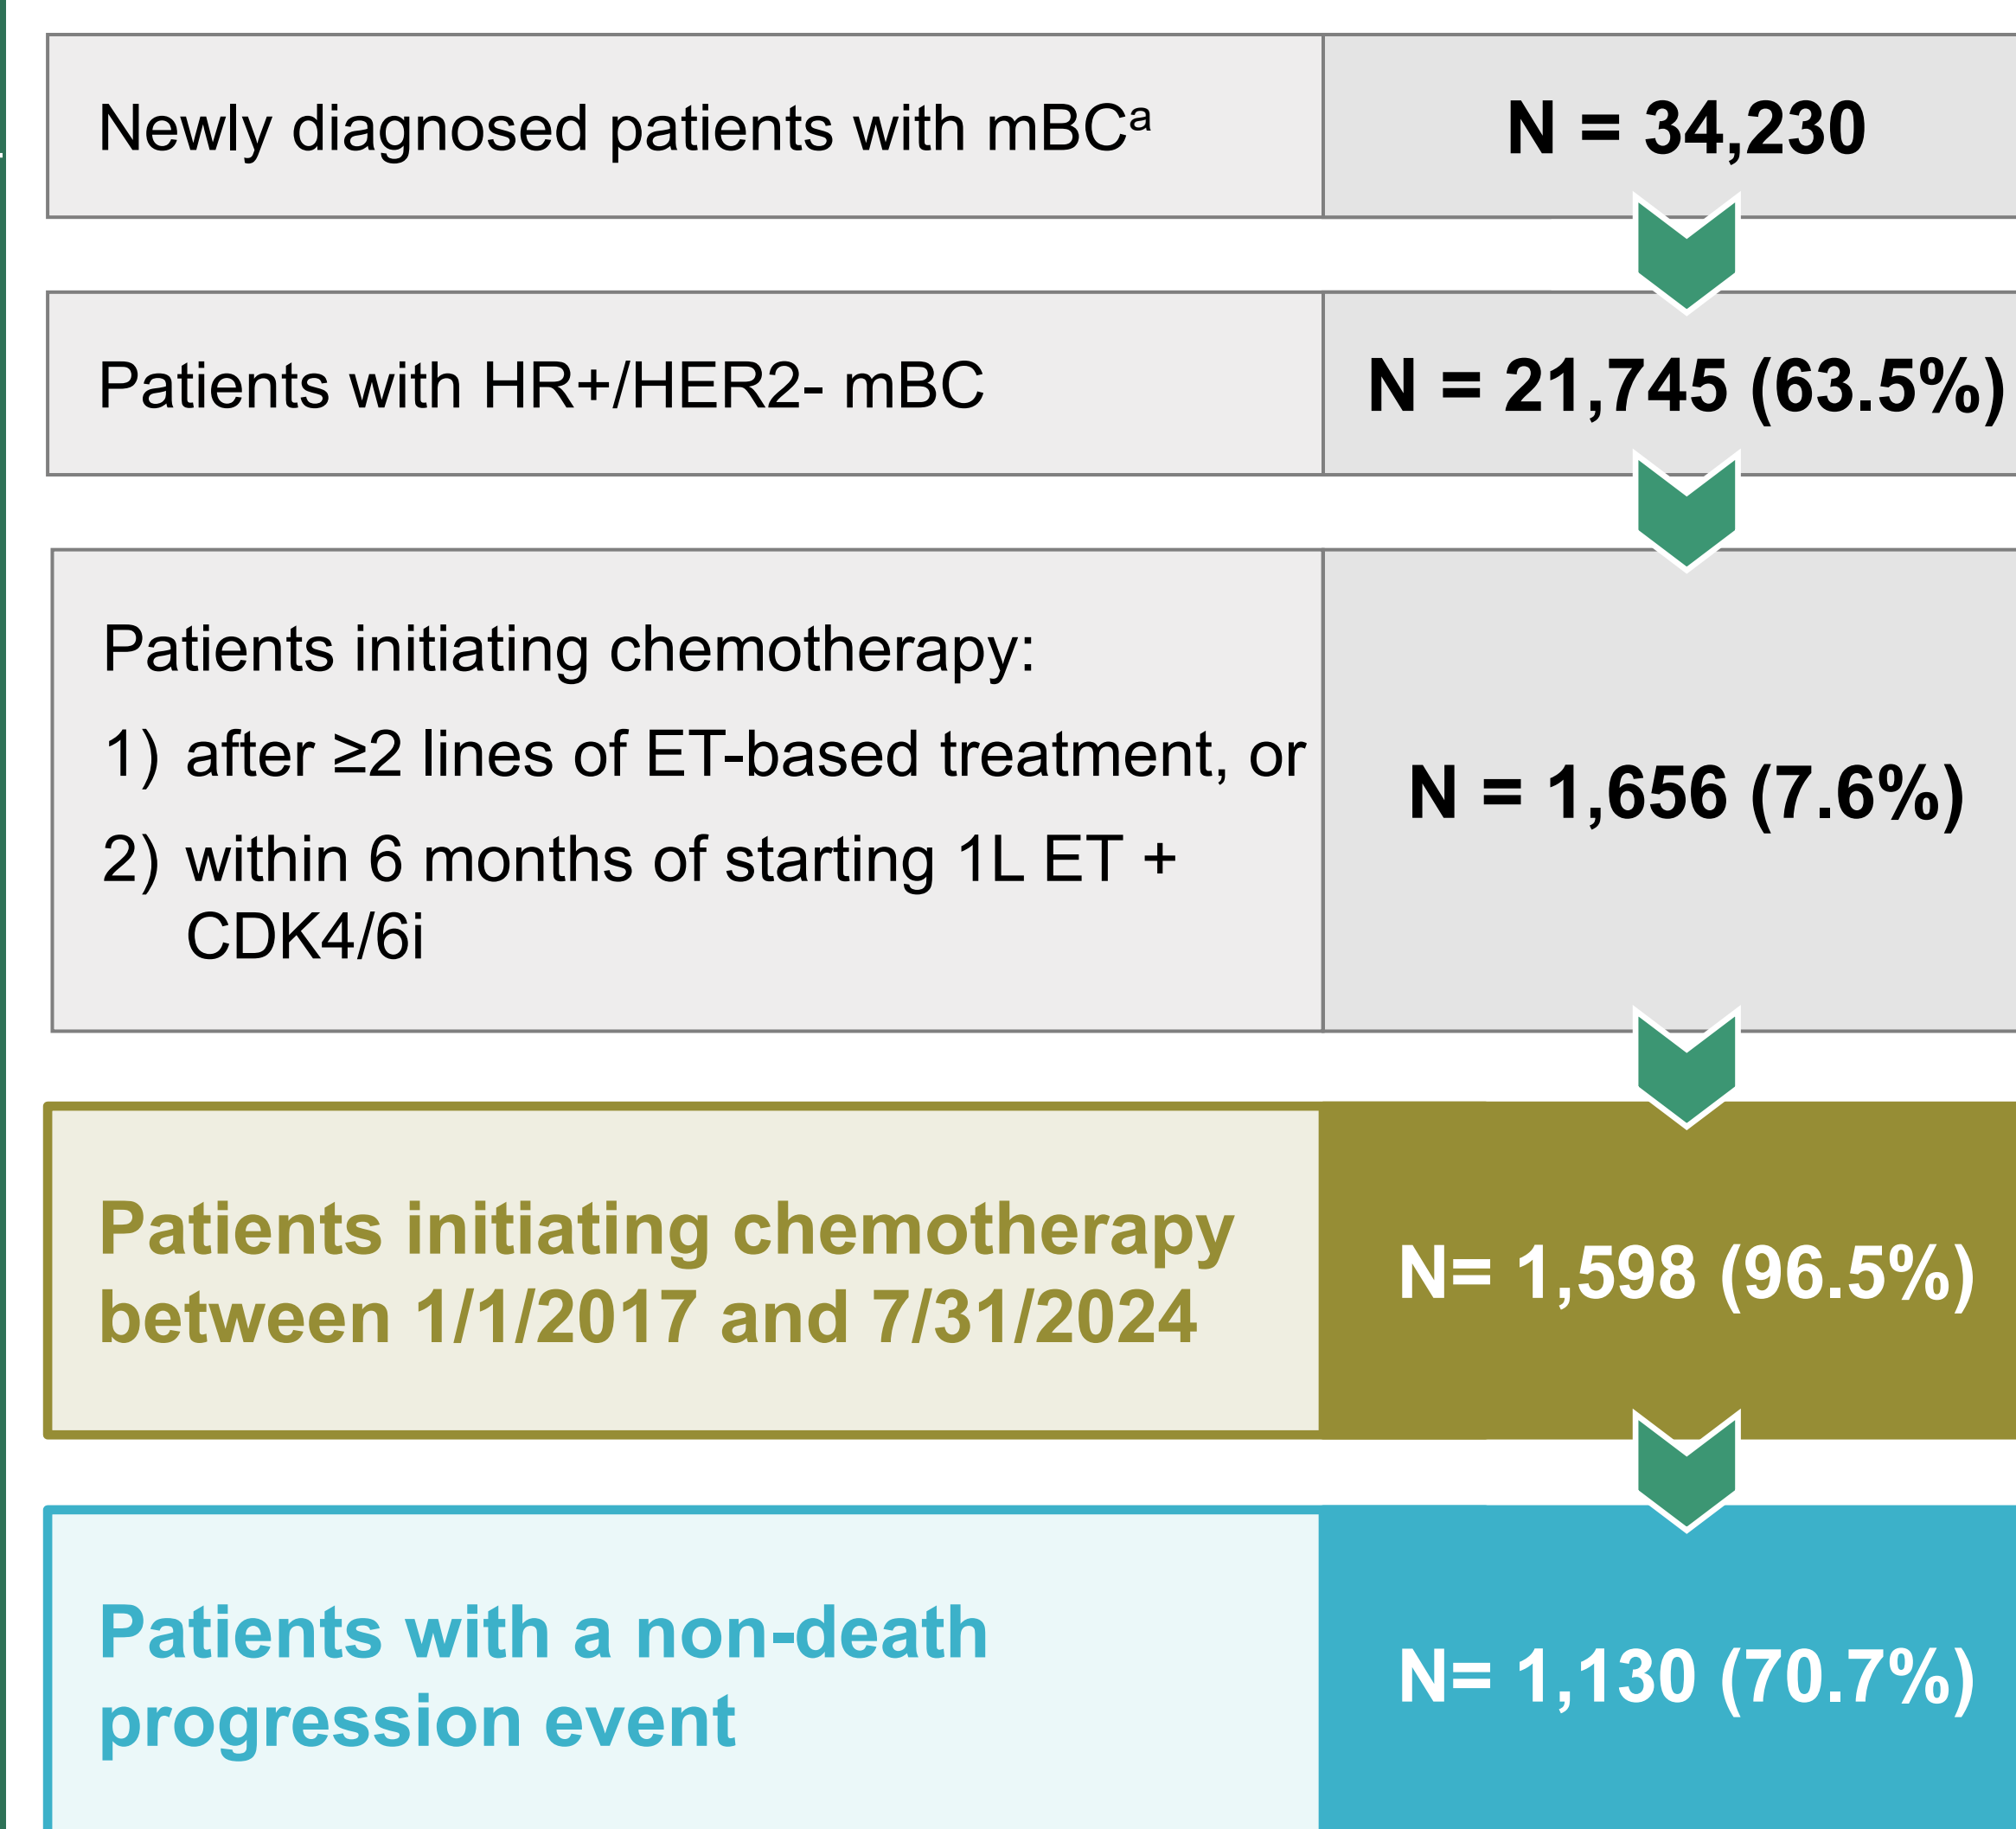 Newly diagnosed patients with mBCᵃ
N = 34,230
Patients with HR+/HER2- mBC
N = 21,745 (63.5%)
Patients initiating chemotherapy:
1) after ≥2 lines of ET-based treatment, or
2) within 6 months of starting 1L ET +
CDK4/6i
N = 1,656 (7.6%)
Patients initiating chemotherapy
between 1/1/2017 and 7/31/2024
N= 1,598 (96.5%)
Patients with a non-death
progression event
N= 1,130 (70.7%)